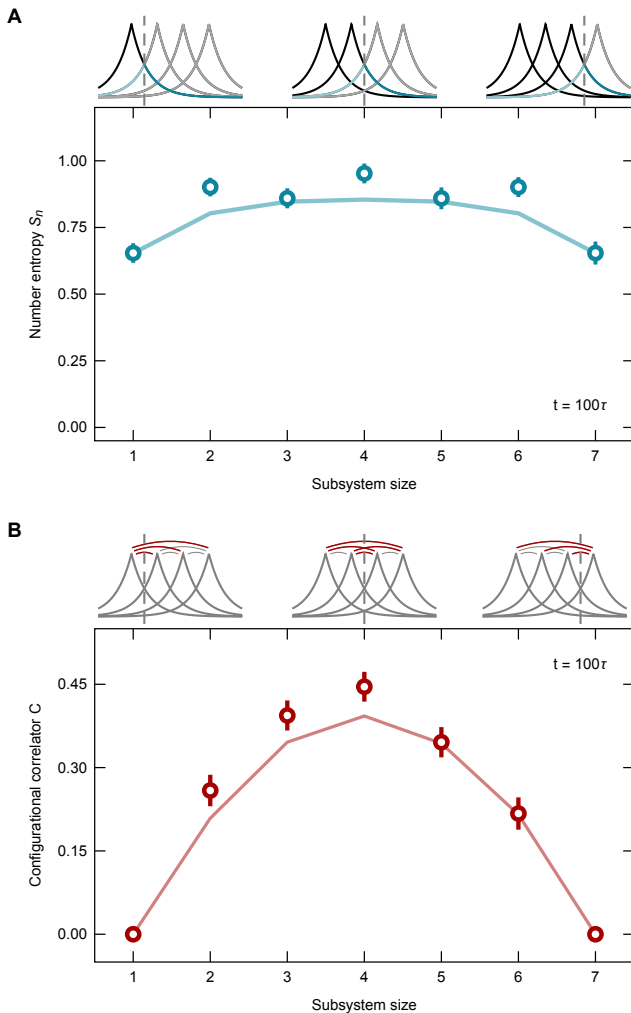 A
1.00
0.75
0.50
0.25
0.00
Number entropy Sₙ
t = 100τ
1 2 3 4 5 6 7
Subsystem size
B
t = 100τ
0.45
0.30
0.15
0.00
Configurational correlator C
1 2 3 4 5 6 7
Subsystem size